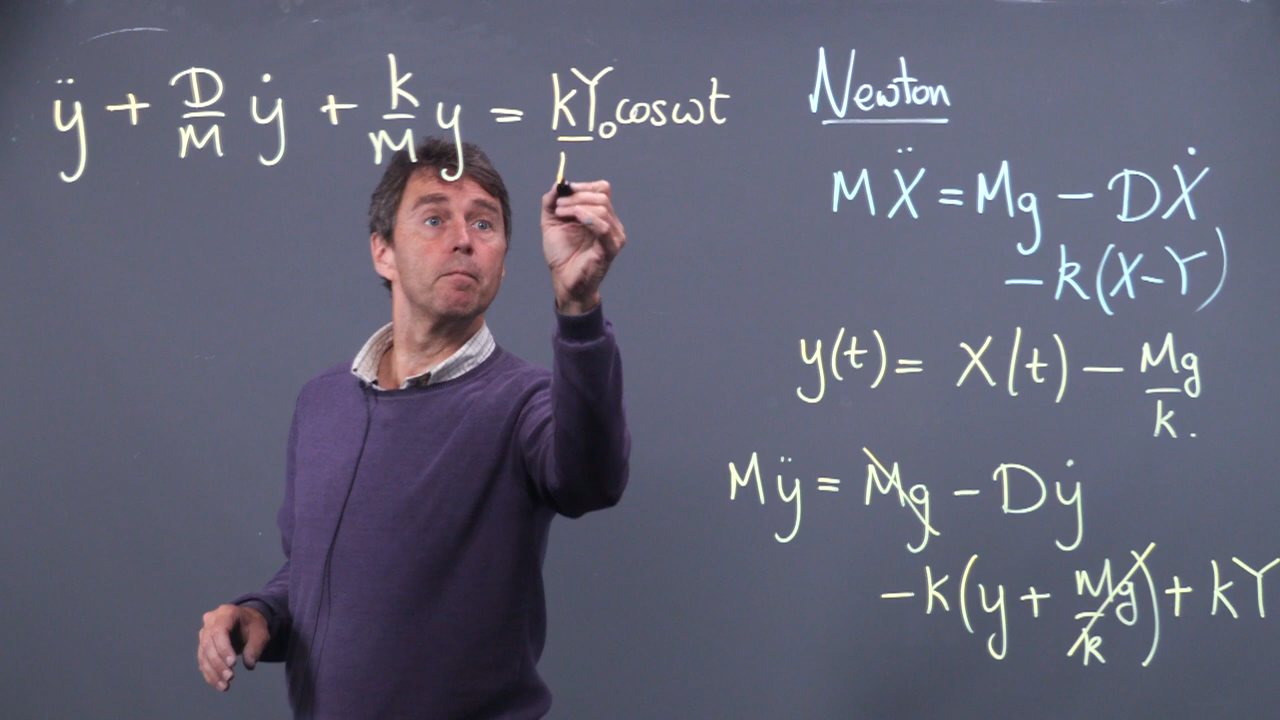 ÿ + D/M ẏ + k/M y = kY₀ cos ωt
Newton
MẌ = Mg − DẊ
−k(X−Y)
y(t) = X(t) − Mg/k.
Mÿ = Mg − Dẏ
−k(y + Mg/k) + kY